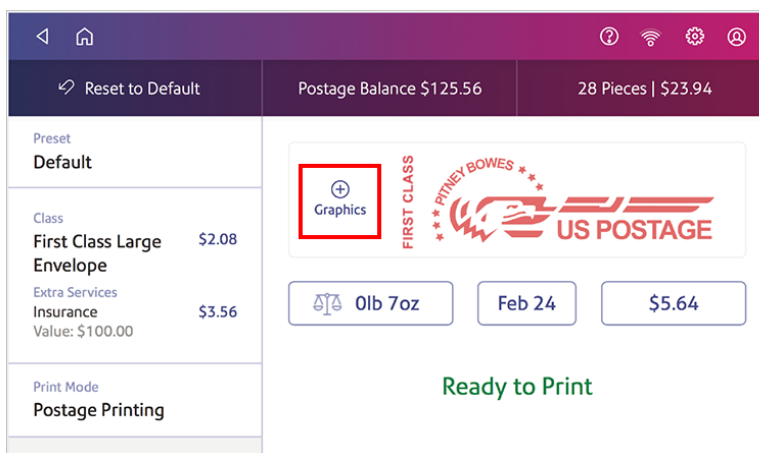 Reset to Default
Postage Balance $125.56
28 Pieces | $23.94
Preset
Default
Class
First Class Large $2.08
Envelope
Extra Services
Insurance $3.56
Value: $100.00
Print Mode
Postage Printing
Graphics
FIRST CLASS
PITNEY BOWES
US POSTAGE
0lb 7oz
Feb 24
$5.64
Ready to Print